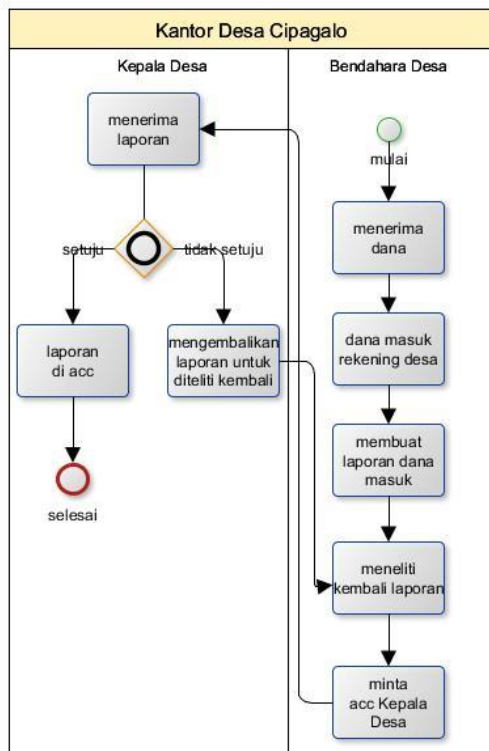 Kantor Desa Cipagalo
Kepala Desa
Bendahara Desa
menerima
laporan
mulai
menerima
dana
setuju
tidak setuju
laporan
di acc
mengembalikan
laporan untuk
diteliti kembali
dana masuk
rekening desa
membuat
laporan dana
masuk
selesai
meneliti
kembali laporan
minta
acc Kepala
Desa